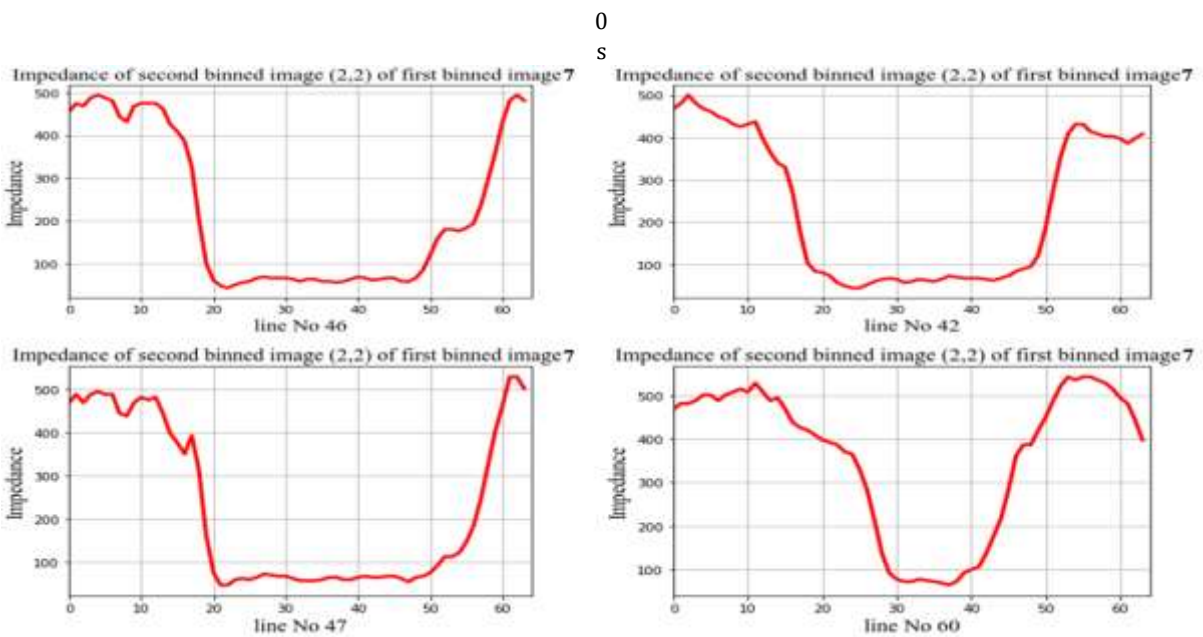 0
s
Impedance of second binned image (2,2) of first binned image7
500
400
300
200
100
Impedance
0 10 20 30 40 50 60
line No 46
Impedance of second binned image (2,2) of first binned image7
500
400
300
200
100
Impedance
0 10 20 30 40 50 60
line No 42
Impedance of second binned image (2,2) of first binned image7
500
400
300
200
100
Impedance
0 10 20 30 40 50 60
line No 47
Impedance of second binned image (2,2) of first binned image7
500
400
300
200
100
Impedance
0 10 20 30 40 50 60
line No 60